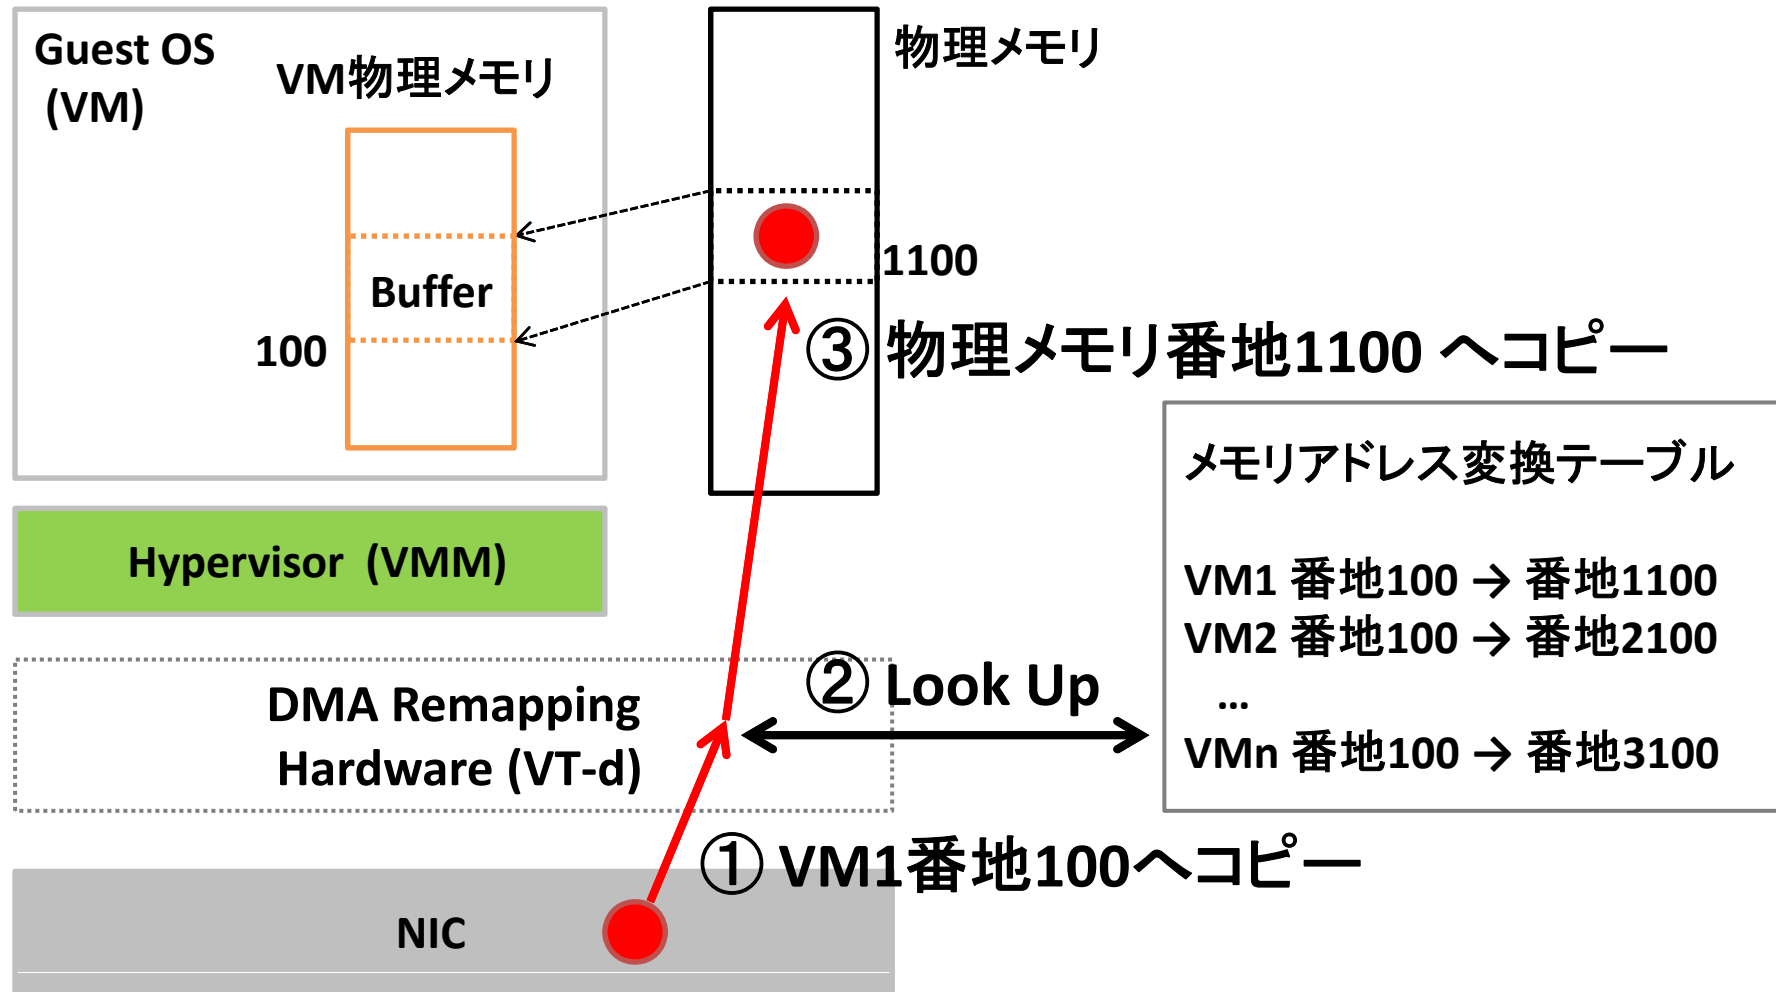 Guest OS
(VM)
VM物理メモリ
物理メモリ
Buffer
100
1100
③ 物理メモリ番地1100 へコピー
Hypervisor (VMM)
メモリアドレス変換テーブル
VM1 番地100 → 番地1100
VM2 番地100 → 番地2100
...
VMn 番地100 → 番地3100
② Look Up
DMA Remapping
Hardware (VT-d)
① VM1番地100へコピー
NIC